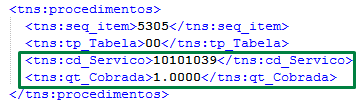 <tns:procedimentos>
<tns:seq_item>5305</tns:seq_item>
<tns:tp_Tabela>00</tns:tp_Tabela>
<tns:cd_Servico>10101039</tns:cd_Servico>
<tns:qt_Cobrada>1.0000</tns:qt_Cobrada>
</tns:procedimentos>